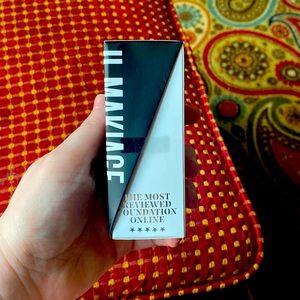 IL MAKIAGE
THE MOST
REVIEWED
FOUNDATION
ONLINE